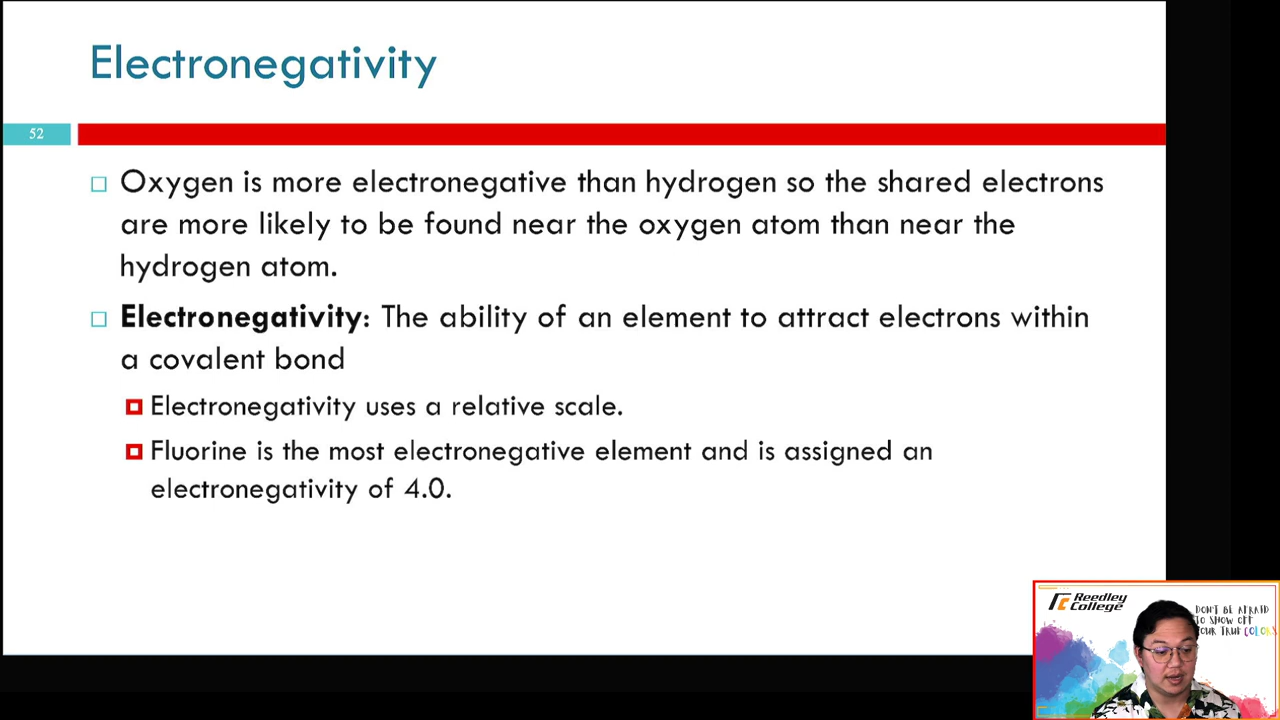 Electronegativity
52
Oxygen is more electronegative than hydrogen so the shared electrons
are more likely to be found near the oxygen atom than near the
hydrogen atom.
Electronegativity: The ability of an element to attract electrons within
a covalent bond
Electronegativity uses a relative scale.
Fluorine is the most electronegative element and is assigned an
electronegativity of 4.0.
Reedley
College
DON'T BE AFRAID
TO SHOW OFF
YOUR TRUE COLORS